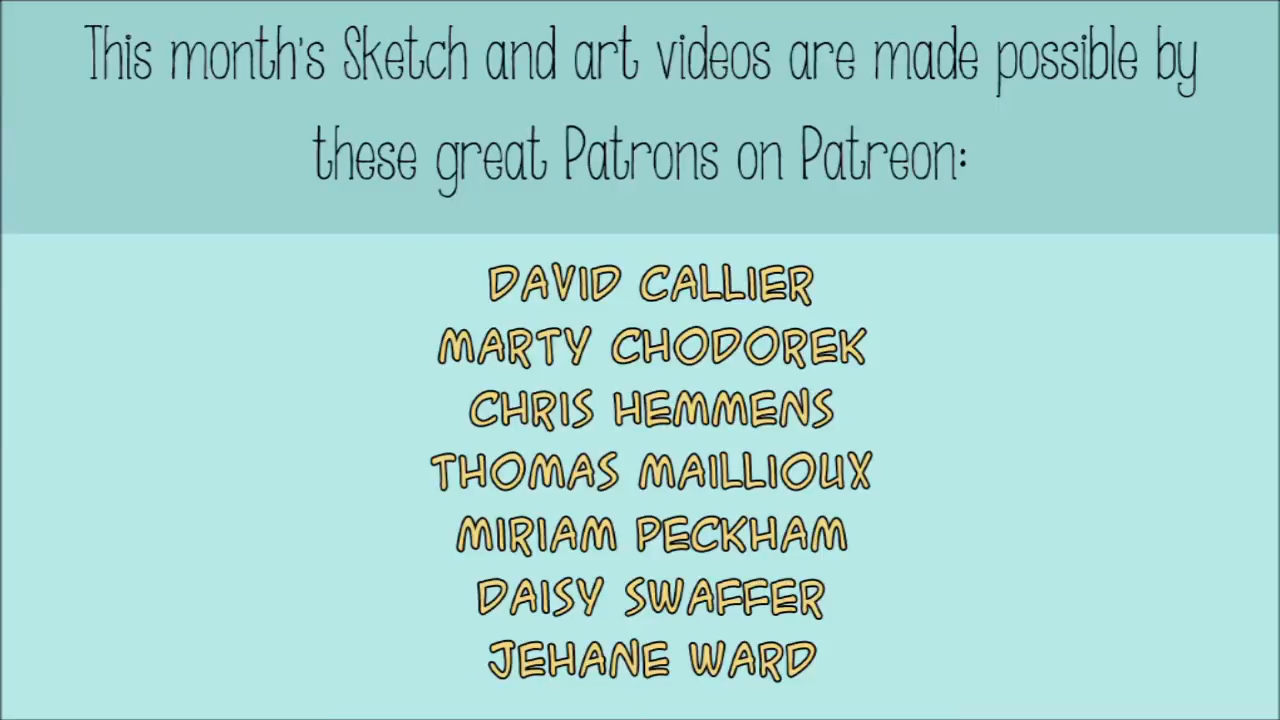 This month's Sketch and art videos are made possible by
these great Patrons on Patreon:
DAVID CALLIER
MARTY CHODOREK
CHRIS HEMMENS
THOMAS MAILLIOUX
MIRIAM PECKHAM
DAISY SWAFFER
JEHANE WARD